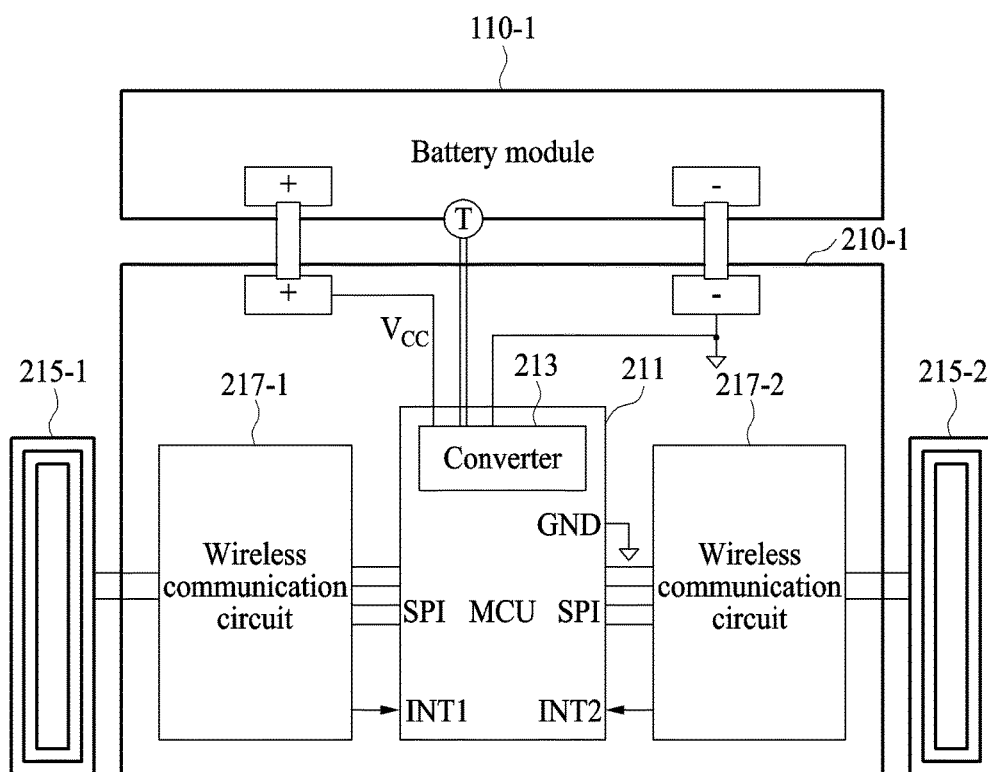 110-1
Battery module
+
-
T
210-1
+
-
VCC
215-1
217-1
213
211
217-2
215-2
Converter
GND
Wireless
communication
circuit
SPI
MCU
SPI
Wireless
communication
circuit
INT1
INT2